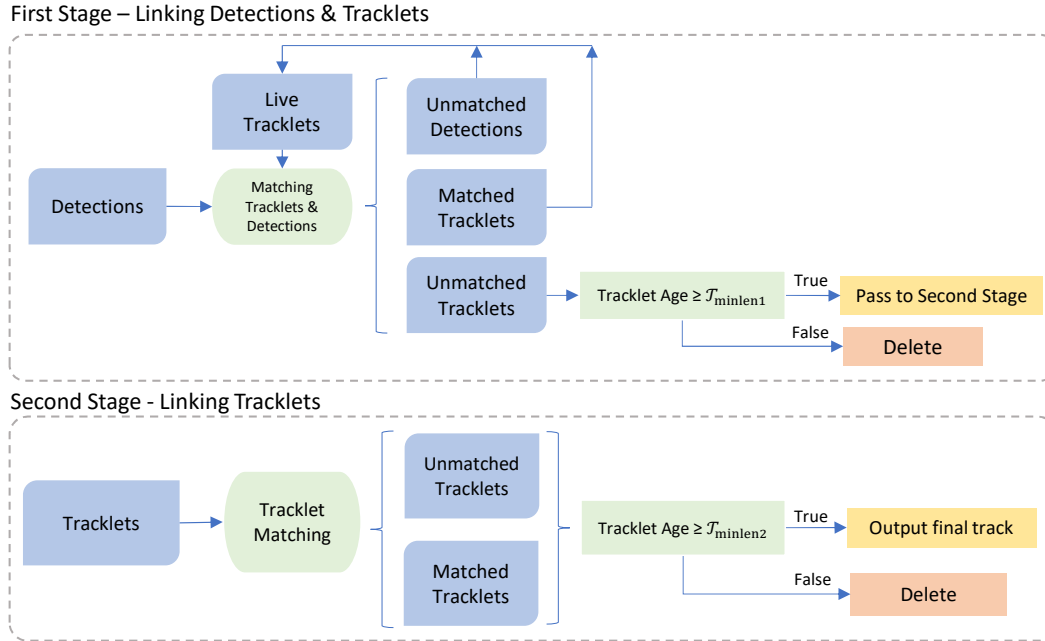 First Stage – Linking Detections & Tracklets
Live
Tracklets
Unmatched
Detections
Detections
Matching
Tracklets &
Detections
Matched
Tracklets
Unmatched
Tracklets
Tracklet Age ≥ 𝒯minlen1
True
Pass to Second Stage
False
Delete
Second Stage - Linking Tracklets
Tracklets
Tracklet
Matching
Unmatched
Tracklets
Matched
Tracklets
Tracklet Age ≥ 𝒯minlen2
True
Output final track
False
Delete